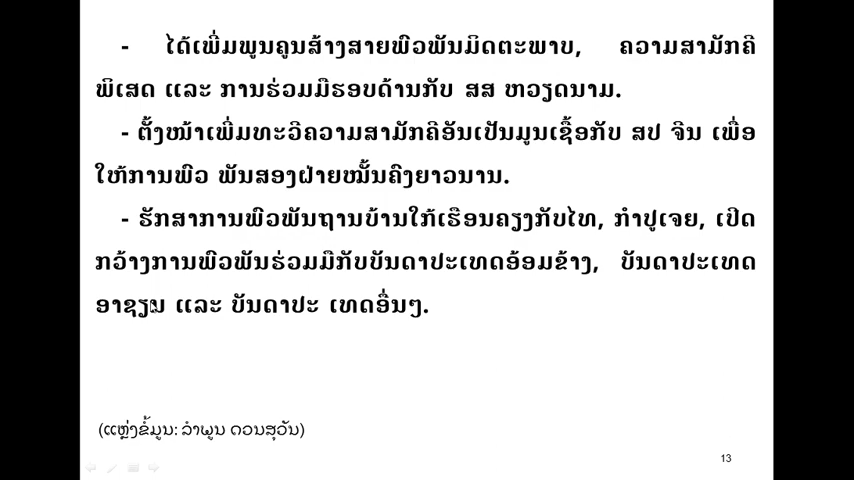 - ໄດ້ເພີ່ມພູນຄູນສ້າງສາຍພົວພັນມິດຕະພາບ, ຄວາມສາມັກຄີ
ພິເສດ ແລະ ການຮ່ວມມືຮອບດ້ານກັບ ສສ ຫວຽດນາມ.
- ຕັ້ງໜ້າເພີ່ມທະວີຄວາມສາມັກຄີອັນເປັນມູນເຊື້ອກັບ ສປ ຈີນ ເພື່ອ
ໃຫ້ການພົວ ພັນສອງຝ່າຍໝັ້ນຄົງຍາວນານ.
- ຮັກສາການພົວພັນຖານບ້ານໃກ້ເຮືອນຄຽງກັບໄທ, ກຳປູເຈຍ, ເປີດ
ກວ້າງການພົວພັນຮ່ວມມືກັບບັນດາປະເທດອ້ອມຂ້າງ, ບັນດາປະເທດ
ອາຊຽນ ແລະ ບັນດາປະ ເທດອື່ນໆ.
(ແຫຼ່ງຂໍ້ມູນ: ລຳພູນ ດວນສຸວັນ)
13